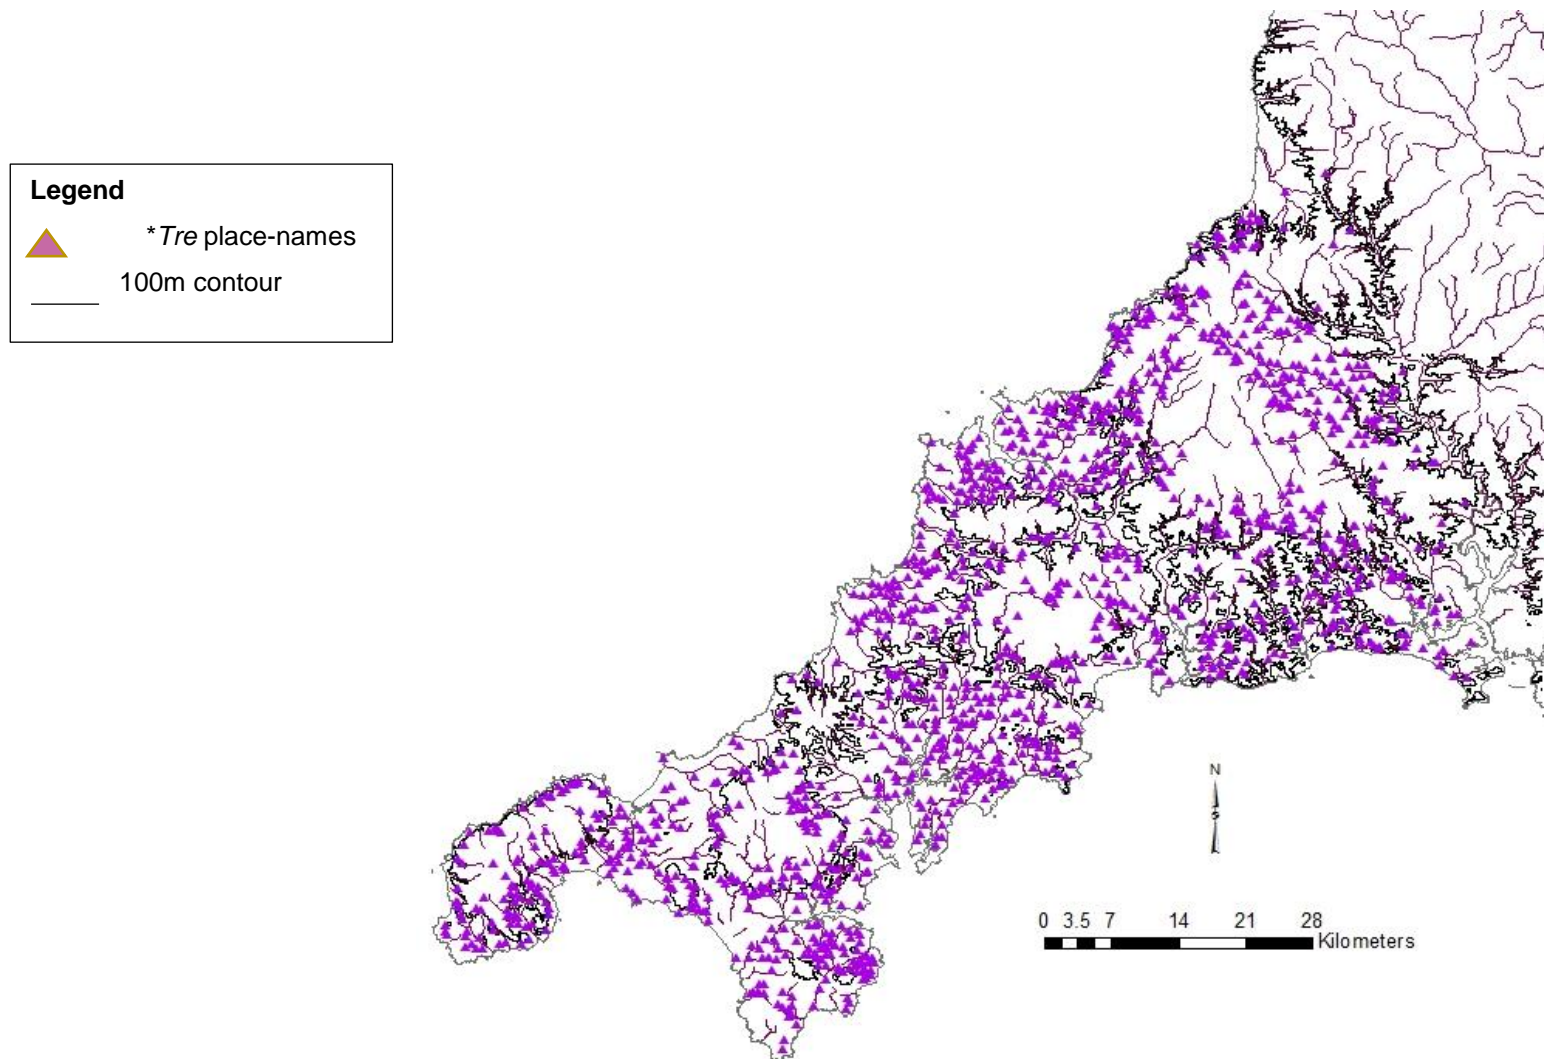 Legend
*Tre place-names
100m contour
N
S
0 3.5 7 14 21 28
Kilometers